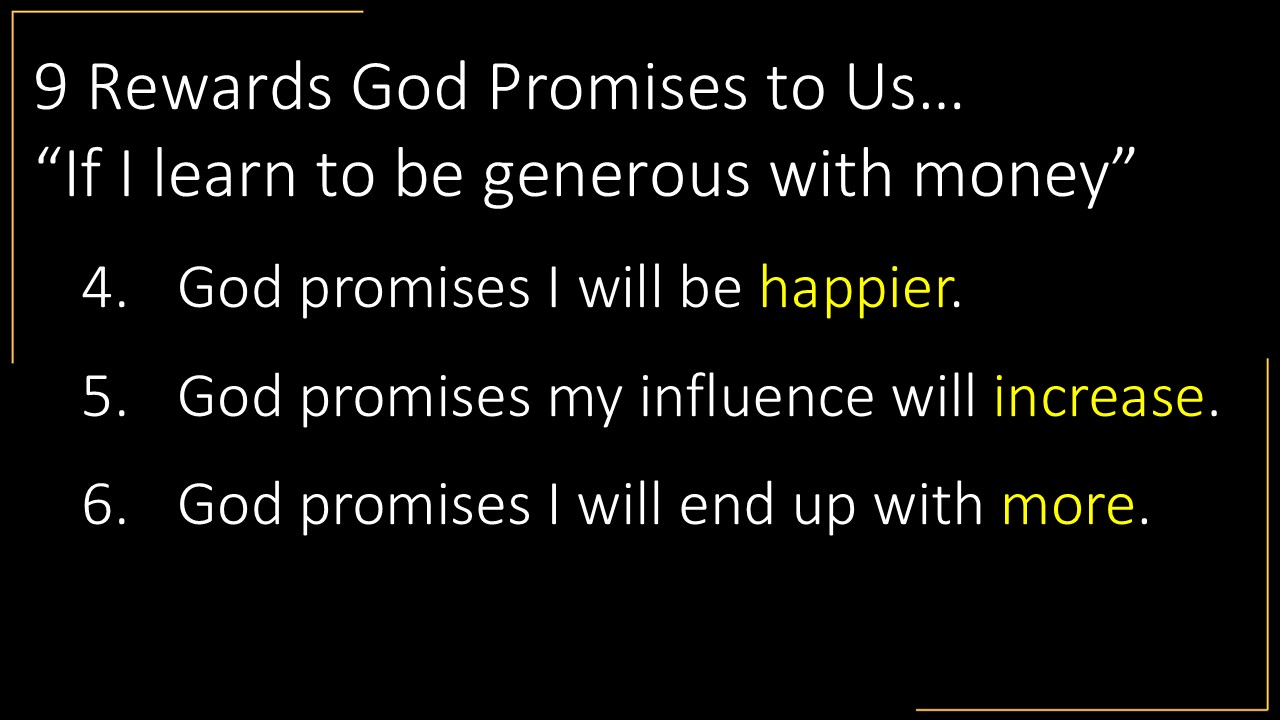 9 Rewards God Promises to Us…
“If I learn to be generous with money”
4. God promises I will be happier.
5. God promises my influence will increase.
6. God promises I will end up with more.